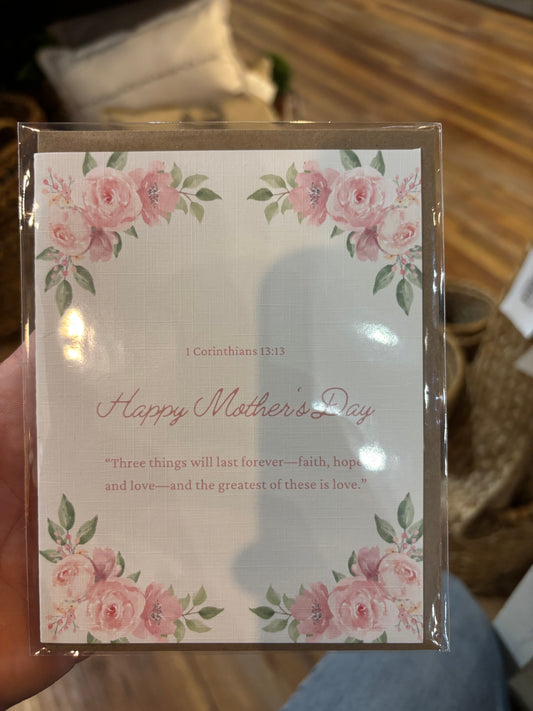 1 Corinthians 13:13
Happy Mother's Day
“Three things will last forever—faith, hope
and love—and the greatest of these is love.”